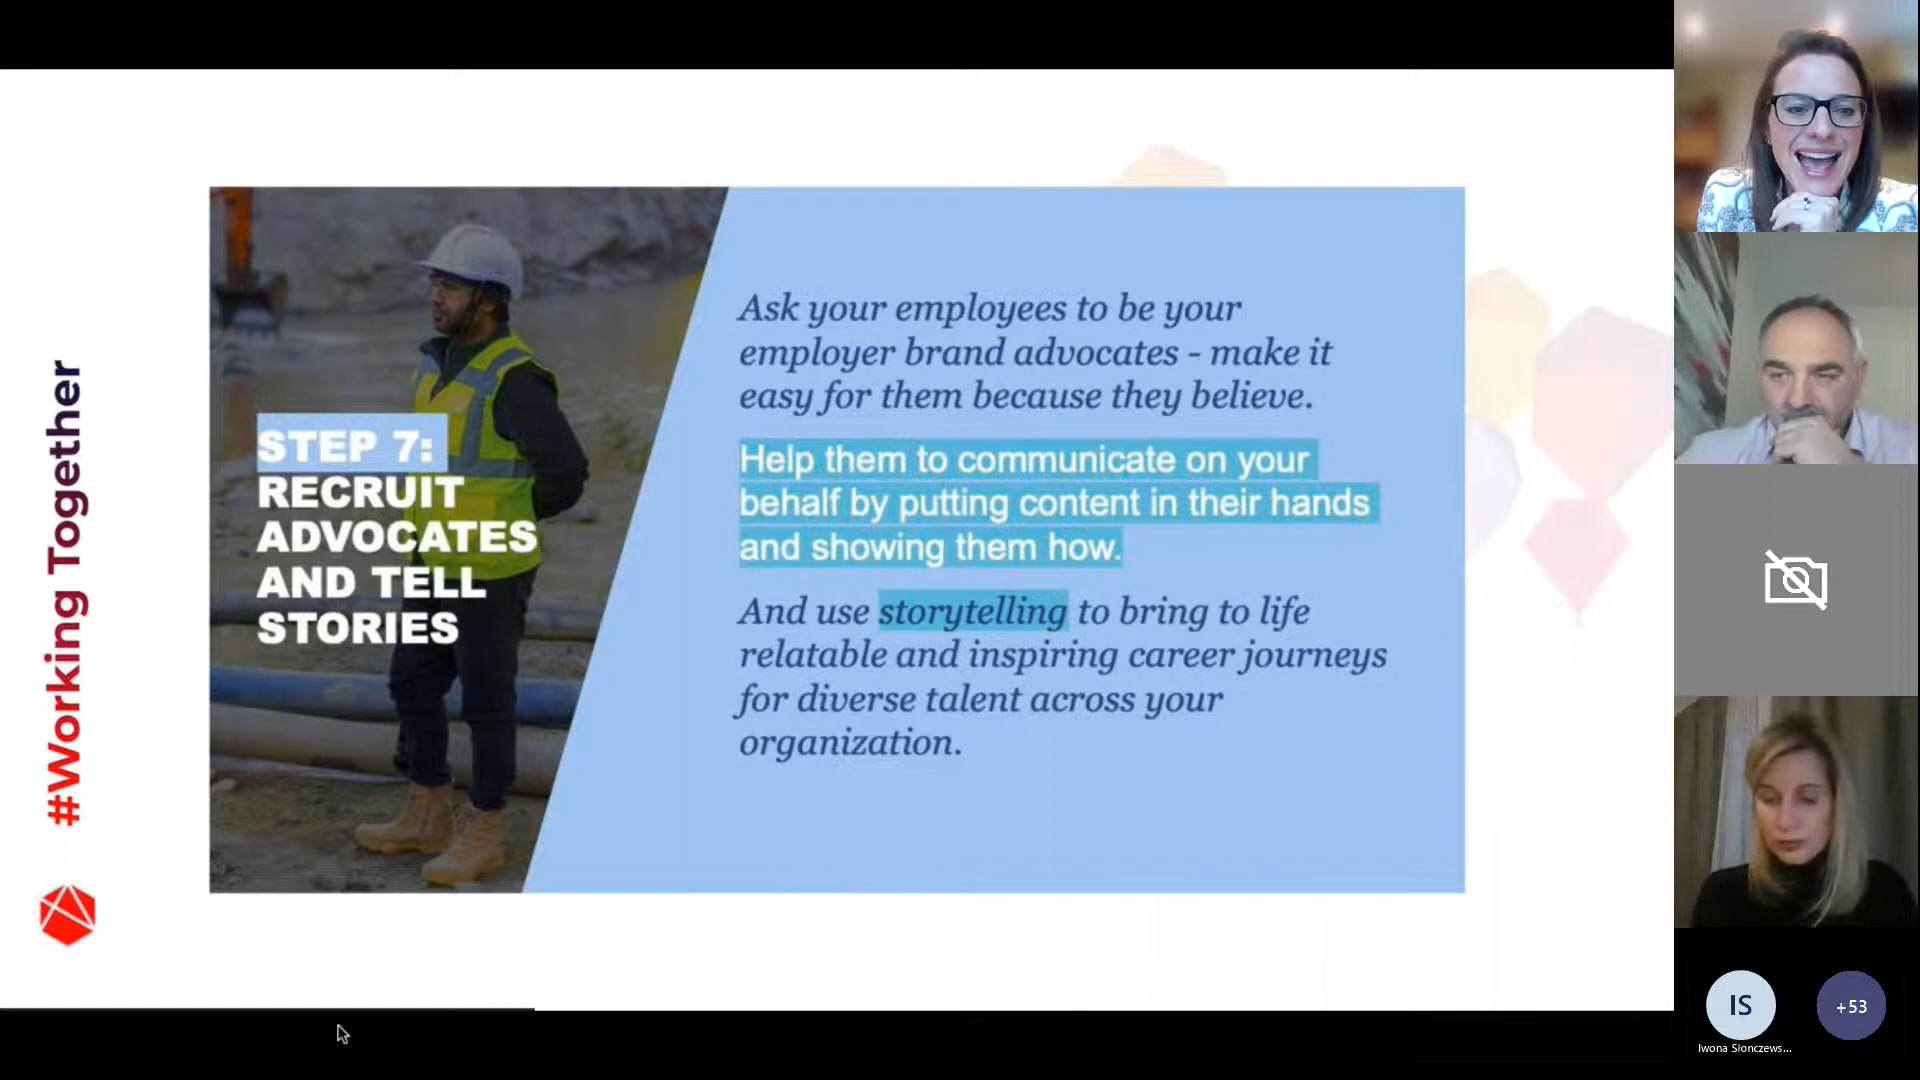 #Working Together
STEP 7:
RECRUIT
ADVOCATES
AND TELL
STORIES
Ask your employees to be your
employer brand advocates - make it
easy for them because they believe.
Help them to communicate on your
behalf by putting content in their hands
and showing them how.
And use storytelling to bring to life
relatable and inspiring career journeys
for diverse talent across your
organization.
IS
+53
Iwona Sionczews...